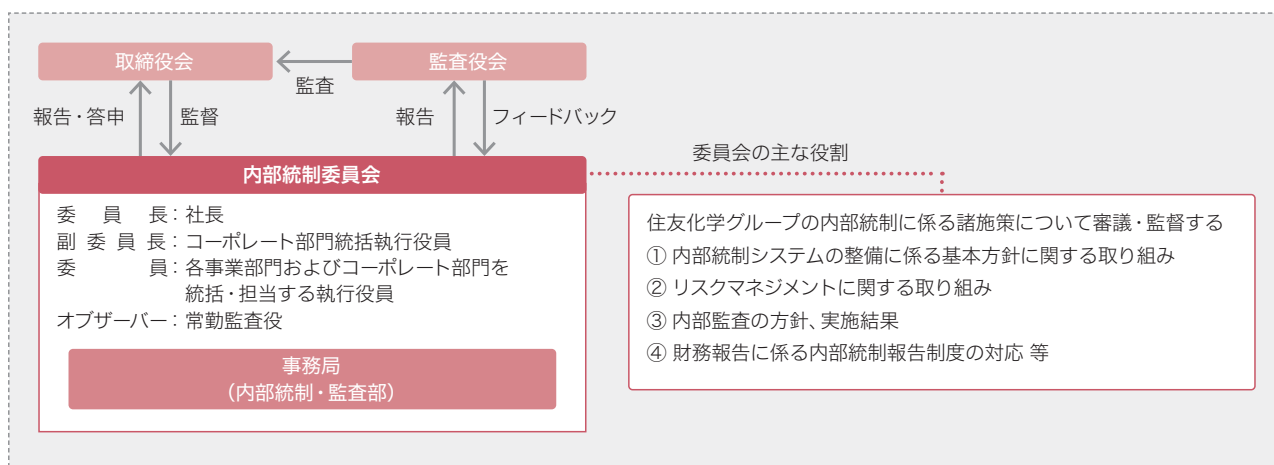 取締役会
監査役会
監査
報告・答申
監督
報告
フィードバック
委員会の主な役割
内部統制委員会
委員長：社長
副委員長：コーポレート部門統括執行役員
委員：各事業部門およびコーポレート部門を
統括・担当する執行役員
オブザーバー：常勤監査役
事務局
（内部統制・監査部）
住友化学グループの内部統制に係る諸施策について審議・監督する
① 内部統制システムの整備に係る基本方針に関する取り組み
② リスクマネジメントに関する取り組み
③ 内部監査の方針、実施結果
④ 財務報告に係る内部統制報告制度の対応 等